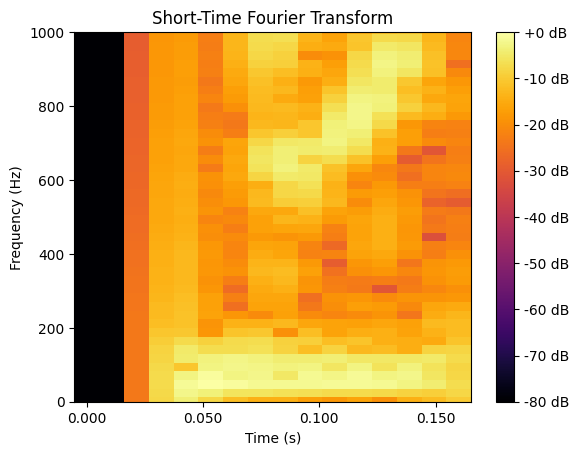 Short-Time Fourier Transform
1000
800
600
400
200
0
Frequency (Hz)
0.000
0.050
0.100
0.150
Time (s)
+0 dB
-10 dB
-20 dB
-30 dB
-40 dB
-50 dB
-60 dB
-70 dB
-80 dB